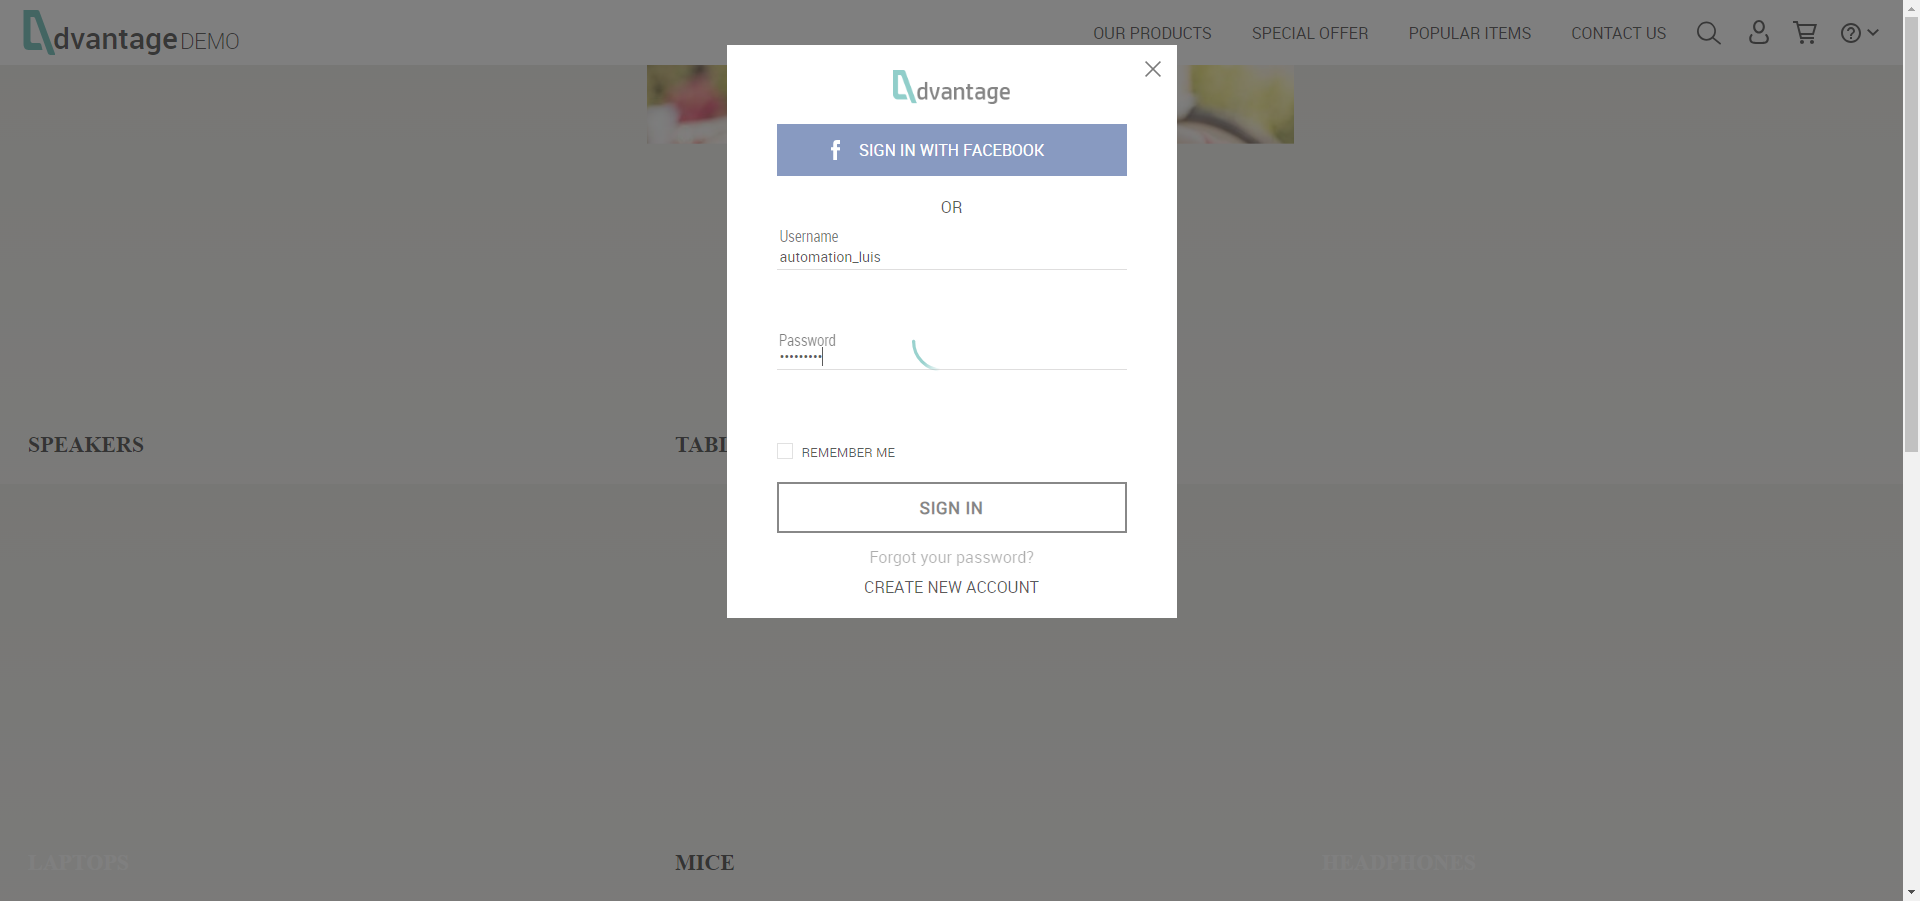 dvantage DEMO
OUR PRODUCTS SPECIAL OFFER POPULAR ITEMS CONTACT US
dvantage
SIGN IN WITH FACEBOOK
OR
Username
automation_luis
Password
•••••••••
REMEMBER ME
SIGN IN
Forgot your password?
CREATE NEW ACCOUNT
SPEAKERS
TABL
LAPTOPS
MICE
HEADPHONES